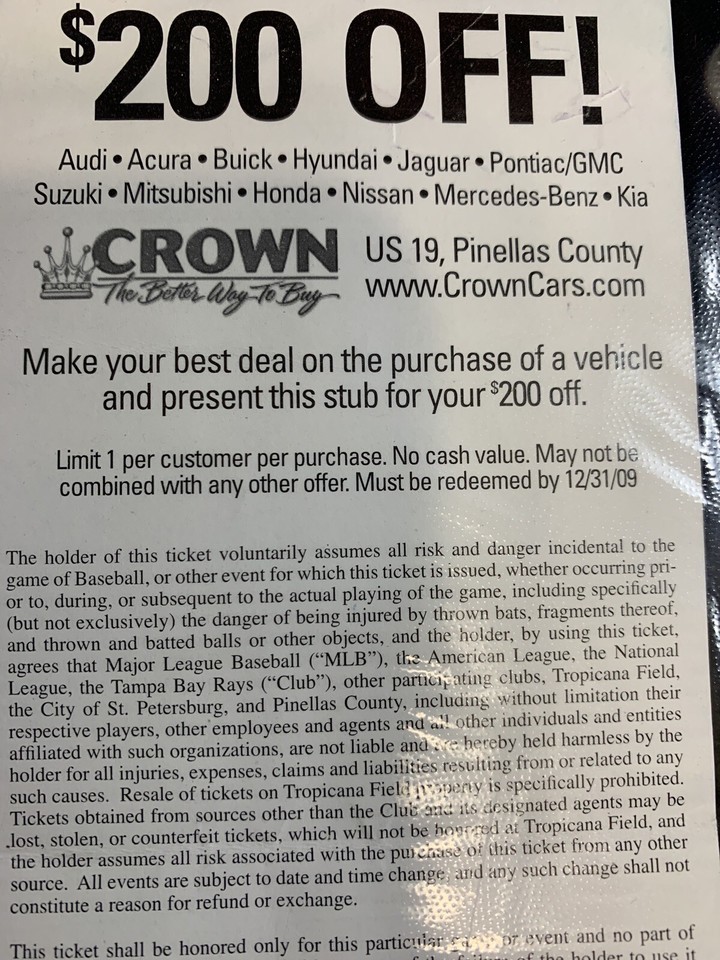 $200 OFF!
Audi • Acura • Buick • Hyundai • Jaguar • Pontiac/GMC
Suzuki • Mitsubishi • Honda • Nissan • Mercedes-Benz • Kia
CROWN
The Better Way To Buy
US 19, Pinellas County
www.CrownCars.com
Make your best deal on the purchase of a vehicle
and present this stub for your $200 off.
Limit 1 per customer per purchase. No cash value. May not be
combined with any other offer. Must be redeemed by 12/31/09
The holder of this ticket voluntarily assumes all risk and danger incidental to the
game of Baseball, or other event for which this ticket is issued, whether occurring pri-
or to, during, or subsequent to the actual playing of the game, including specifically
(but not exclusively) the danger of being injured by thrown bats, fragments thereof,
and thrown and batted balls or other objects, and the holder, by using this ticket,
agrees that Major League Baseball (“MLB”), the American League, the National
League, the Tampa Bay Rays (“Club”), other participating clubs, Tropicana Field,
the City of St. Petersburg, and Pinellas County, including without limitation their
respective players, other employees and agents and all other individuals and entities
affiliated with such organizations, are not liable and are hereby held harmless by the
holder for all injuries, expenses, claims and liabilities resulting from or related to any
such causes. Resale of tickets on Tropicana Field property is specifically prohibited.
Tickets obtained from sources other than the Club and its designated agents may be
lost, stolen, or counterfeit tickets, which will not be honored at Tropicana Field, and
the holder assumes all risk associated with the purchase of this ticket from any other
source. All events are subject to date and time change, and any such change shall not
constitute a reason for refund or exchange.
This ticket shall be honored only for this particular or event and no part of
of the holder to use it